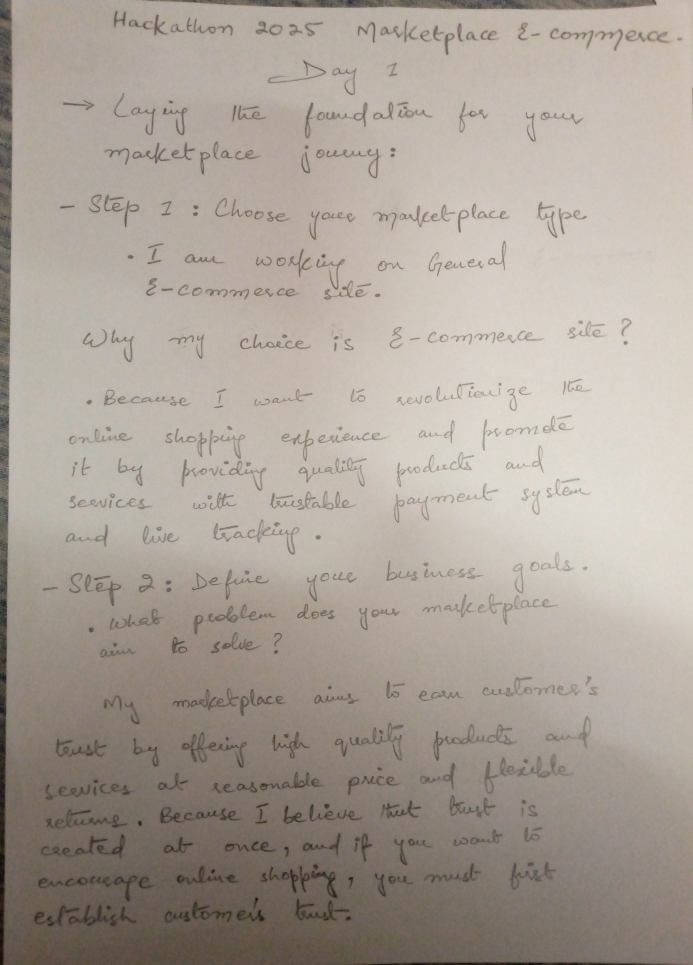 Hackathon 2025 Marketplace E-commerce.
Day 1
→ Laying the foundation for your
marketplace journy:
- Step 1 : Choose your marketplace type
. I am working on General
E-commerce site.
Why my choice is E-commerce site?
. Because I want to revolutionize the
online shopping experience and promote
it by providing quality products and
services with trustable payment system
and live tracking.
- Step 2 : Define your business goals.
. What problem does your marketplace
aim to solve?
My marketplace aims to earn customer's
trust by offering high quality products and
services at reasonable price and flexible
returns. Because I believe that trust is
created at once, and if you want to
encourage online shopping, you must first
establish customer's trust.